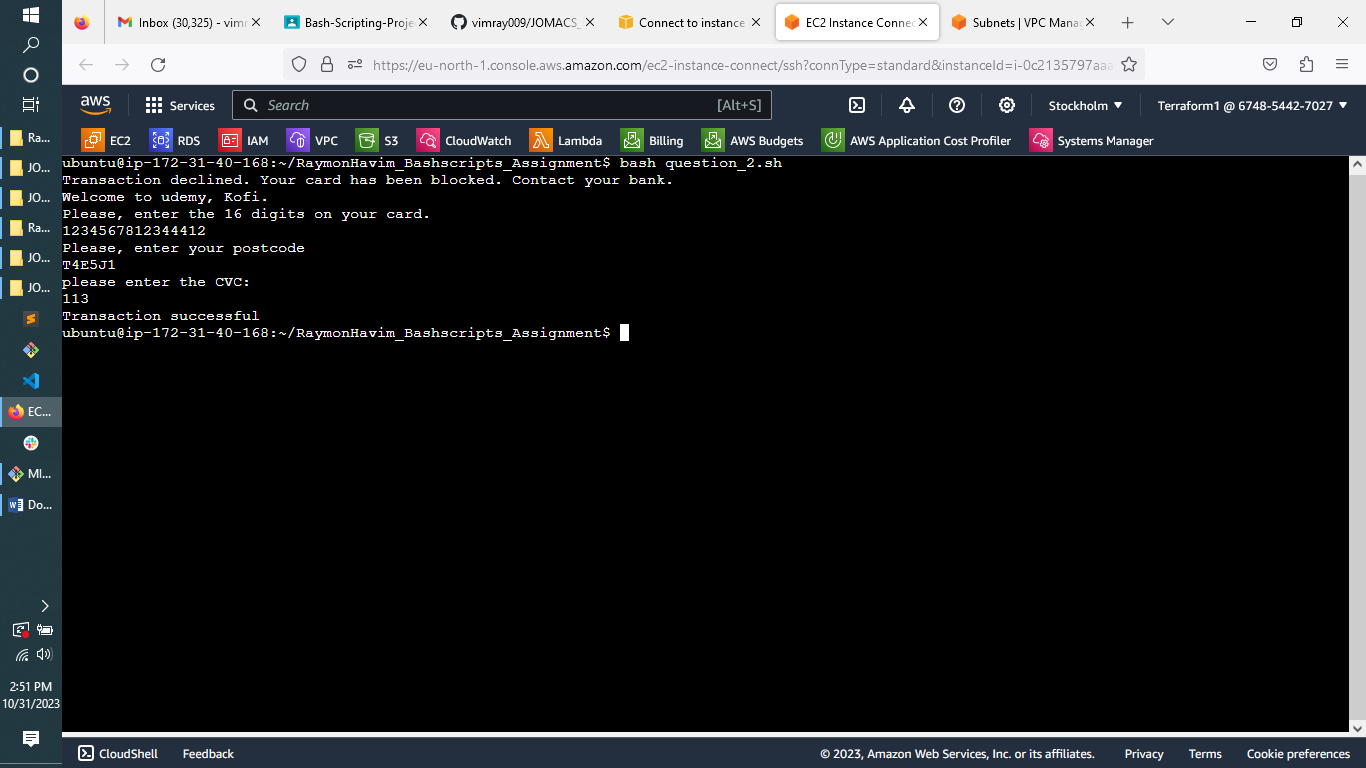 Inbox (30,325) - vim
Bash-Scripting-Proje
vimray009/JOMACS_
Connect to instance
EC2 Instance Connec
Subnets | VPC Mana
https://eu-north-1.console.aws.amazon.com/ec2-instance-connect/ssh?connType=standard&instanceId=i-0c2135797aaa
aws
Services
Search
[Alt+S]
Stockholm
Terraform1 @ 6748-5442-7027
EC2
RDS
IAM
VPC
S3
CloudWatch
Lambda
Billing
AWS Budgets
AWS Application Cost Profiler
Systems Manager
ubuntu@ip-172-31-40-168:~/RaymonHavim_Bashscripts_Assignment$ bash question_2.sh
Transaction declined. Your card has been blocked. Contact your bank.
Welcome to udemy, Kofi.
Please, enter the 16 digits on your card.
1234567812344412
Please, enter your postcode
T4E5J1
please enter the CVC:
113
Transaction successful
ubuntu@ip-172-31-40-168:~/RaymonHavim_Bashscripts_Assignment$
Ra...
JO...
JO...
Ra...
JO...
JO...
EC...
MI...
Do...
2:51 PM
10/31/2023
CloudShell
Feedback
© 2023, Amazon Web Services, Inc. or its affiliates.
Privacy
Terms
Cookie preferences